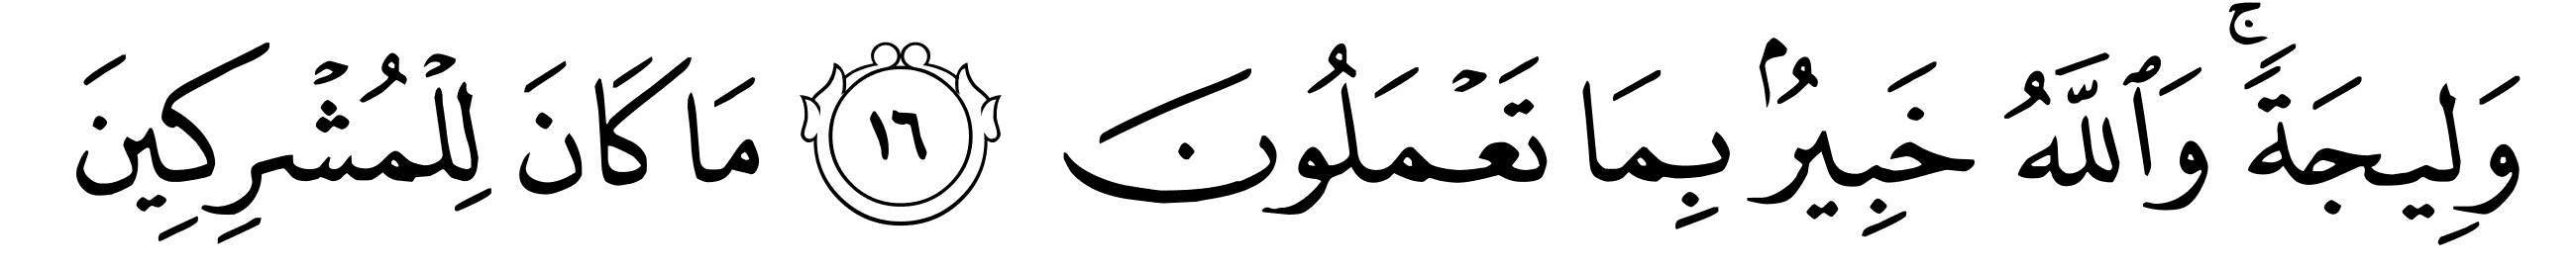 وَلِيجَةٗۚ وَٱللَّهُ خَبِيرُۢ بِمَا تَعۡمَلُونَ ١٦ مَا كَانَ لِلۡمُشۡرِكِينَ